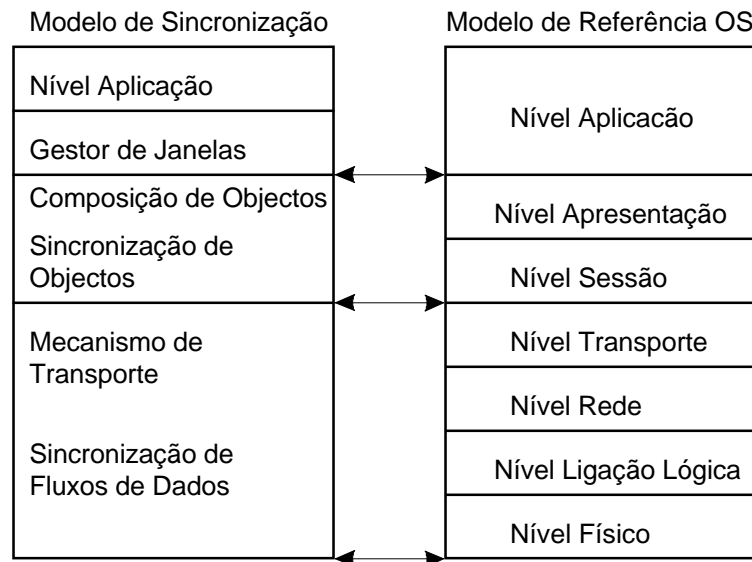 Modelo de Sincronização
Nível Aplicação
Gestor de Janelas
Composição de Objectos
Sincronização de
Objectos
Mecanismo de
Transporte
Sincronização de
Fluxos de Dados
Modelo de Referência OS
Nível Aplicacão
Nível Apresentação
Nível Sessão
Nível Transporte
Nível Rede
Nível Ligação Lógica
Nível Físico